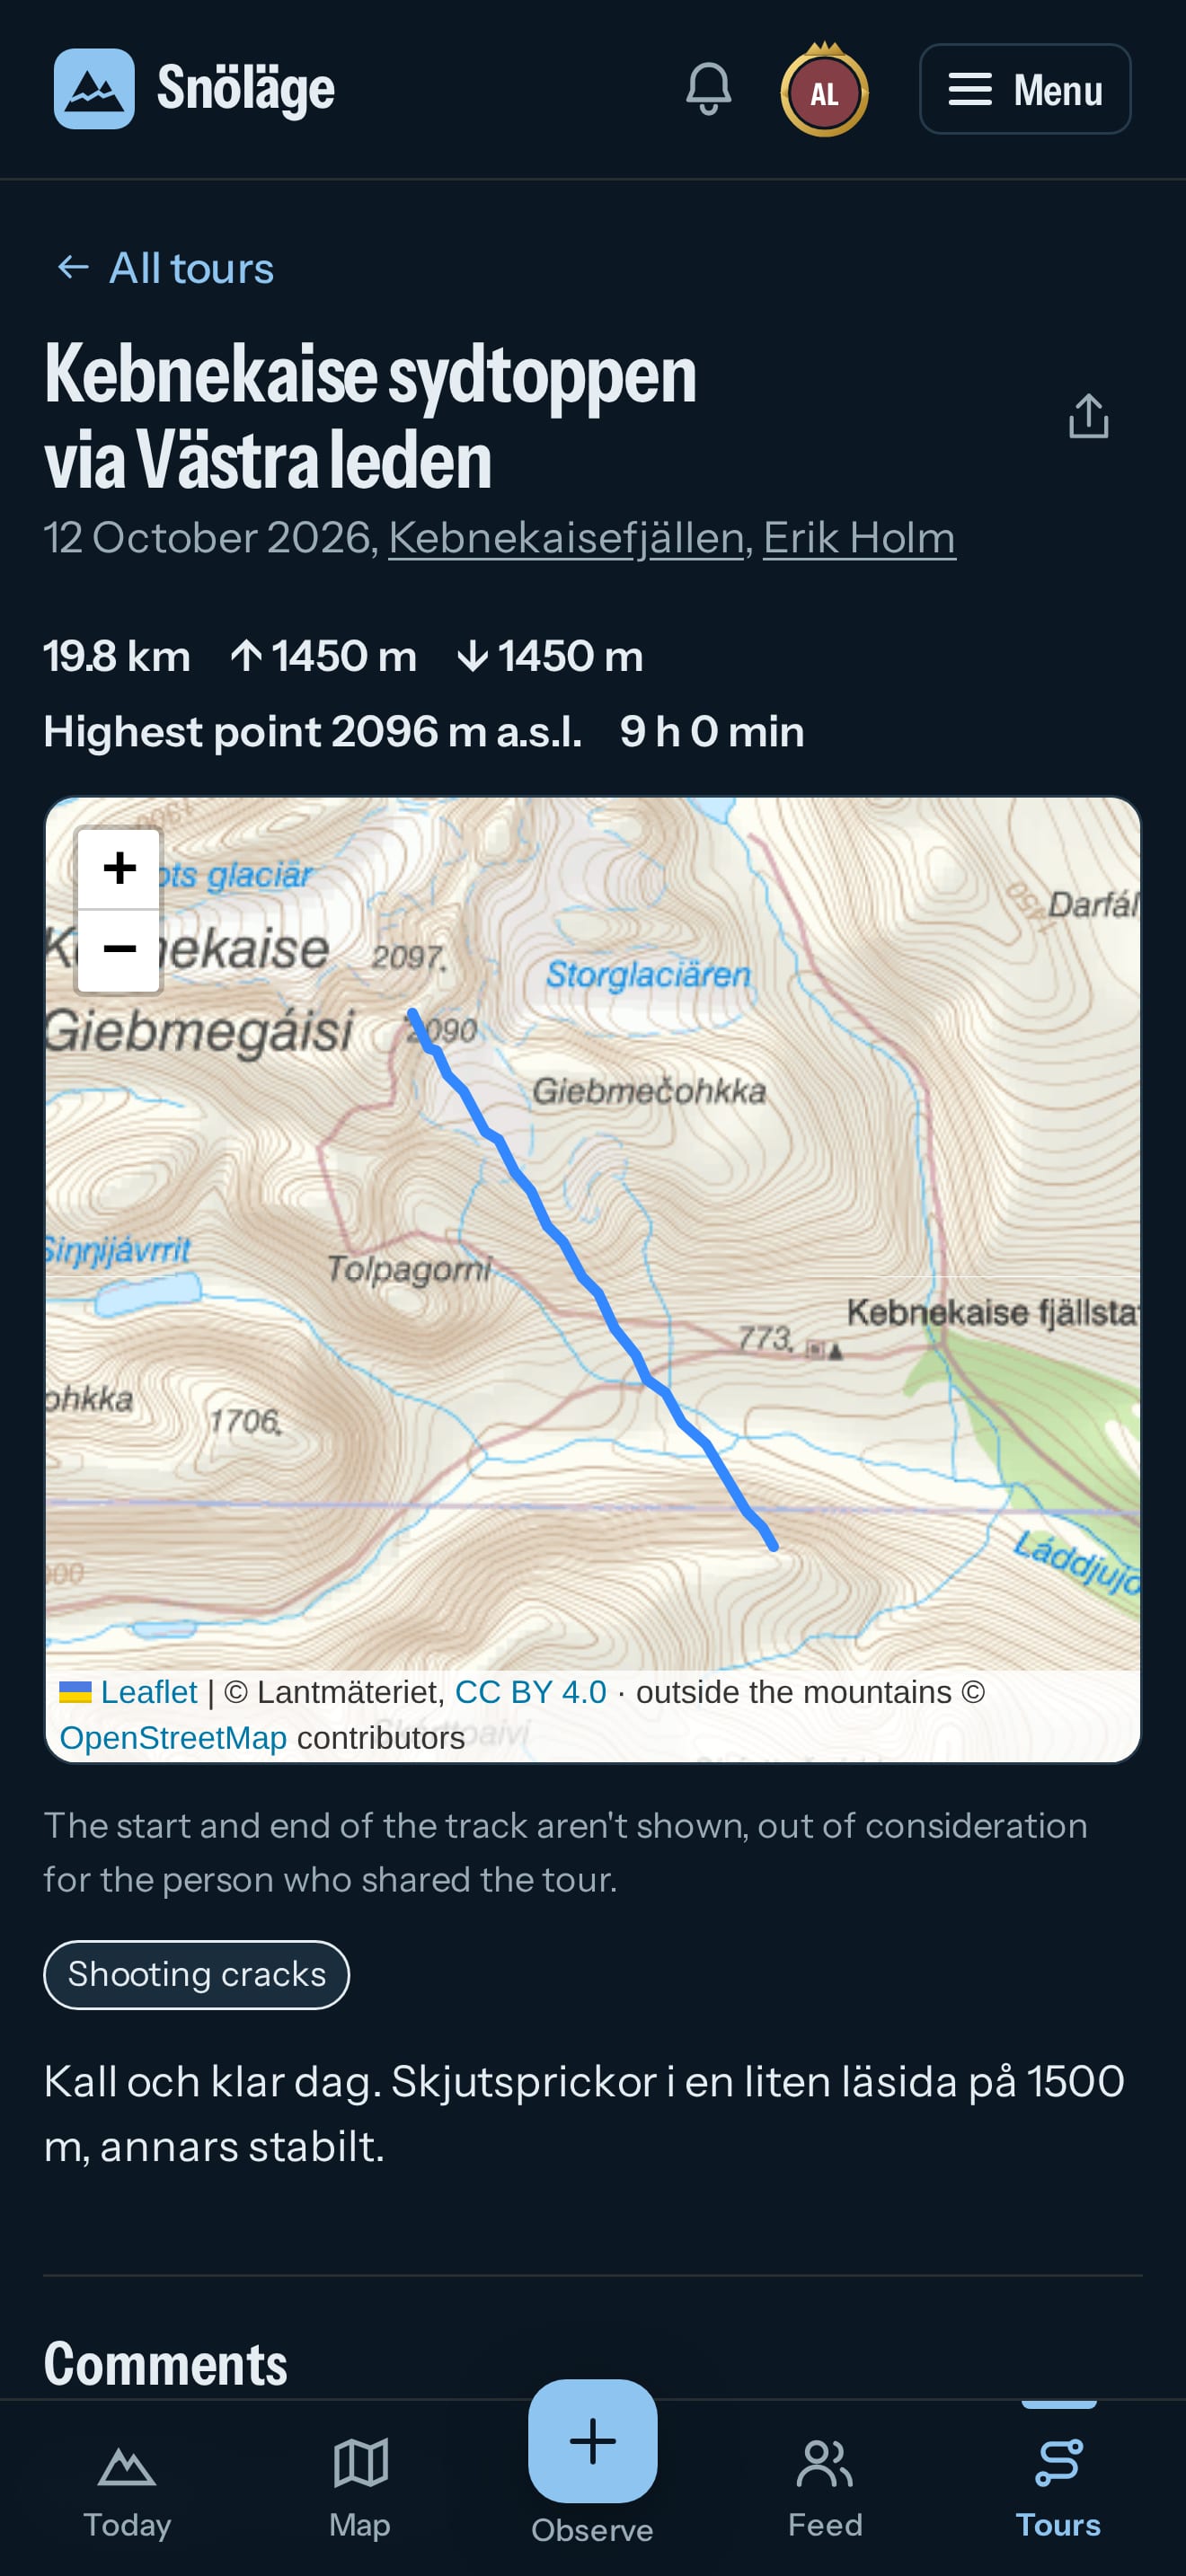 Snöläge
AL
Menu
← All tours
Kebnekaise sydtoppen
via Västra leden
12 October 2026, Kebnekaisefjällen, Erik Holm
19.8 km ↑ 1450 m ↓ 1450 m
Highest point 2096 m a.s.l. 9 h 0 min
+
−
ots glaciär
Darfál
nekaise
2097
Storglaciären
Giebmegáisi
2090
Giebmečohkka
Siŋŋijávrrit
Tolpagorni
Kebnekaise fjällsta
773
ohkka
1706
Láddjujo
Leaflet | © Lantmäteriet, CC BY 4.0 · outside the mountains ©
OpenStreetMap contributors
The start and end of the track aren't shown, out of consideration
for the person who shared the tour.
Shooting cracks
Kall och klar dag. Skjutsprickor i en liten läsida på 1500
m, annars stabilt.
Comments
Today
Map
Observe
Feed
Tours